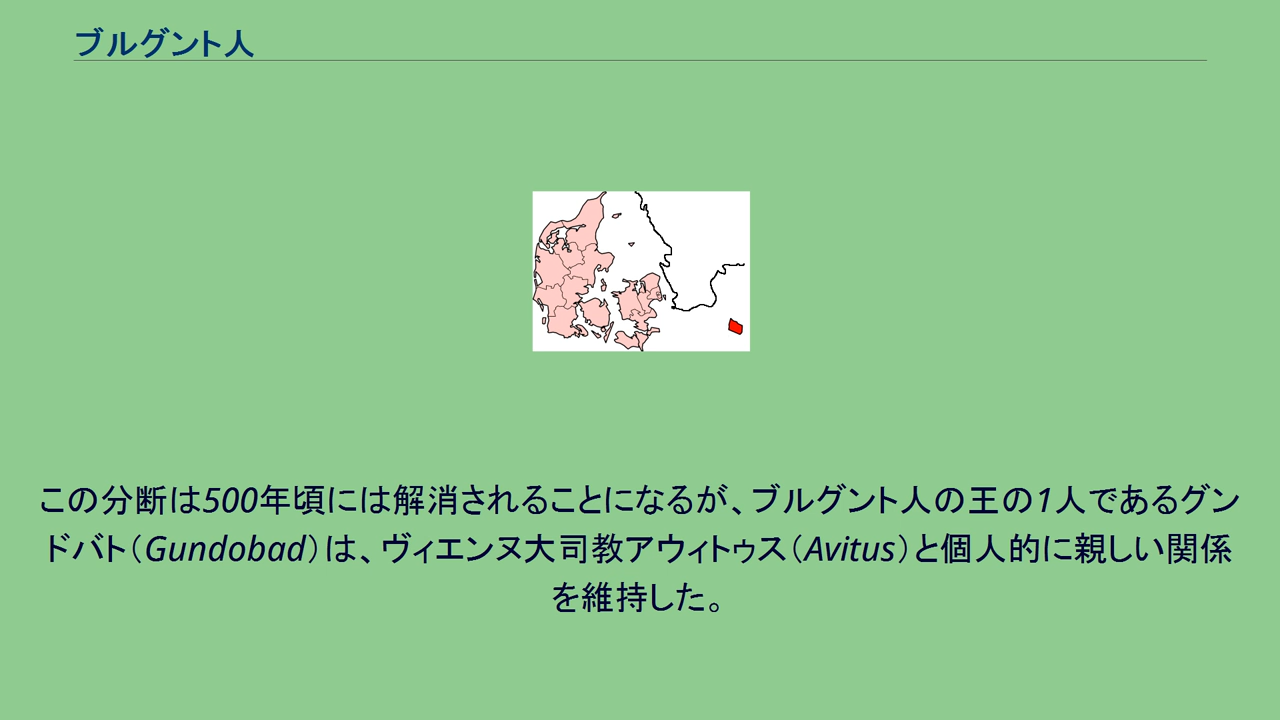 ブルグント人
この分断は500年頃には解消されることになるが、ブルグント人の王の1人であるグン
ドバト（Gundobad）は、ヴィエンヌ大司教アウィトゥス（Avitus）と個人的に親しい関係
を維持した。